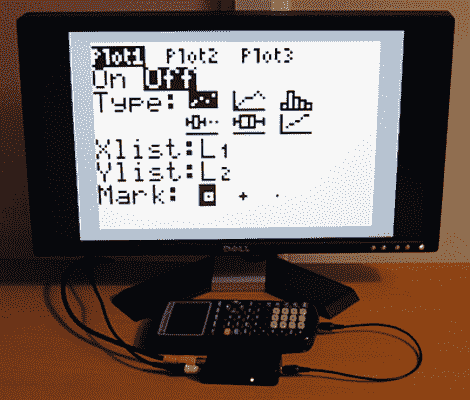 Plot1 Plot2 Plot3
On Off
Type:
Xlist:L1
Ylist:L2
Mark: + .
DELL